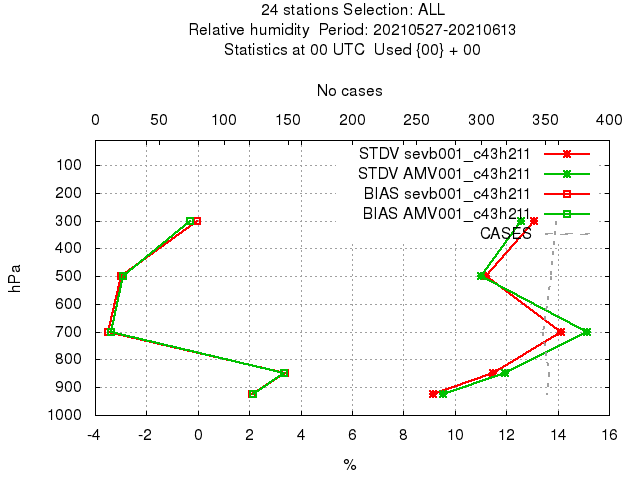 24 stations Selection: ALL
Relative humidity  Period: 20210527-20210613
Statistics at 00 UTC  Used {00} + 00
No cases
0 50 100 150 200 250 300 350 400
STDV sevb001_c43h211
STDV AMV001_c43h211
BIAS sevb001_c43h211
BIAS AMV001_c43h211
CASES
100
200
300
400
500
600
700
800
900
1000
hPa
-4 -2 0 2 4 6 8 10 12 14 16
%